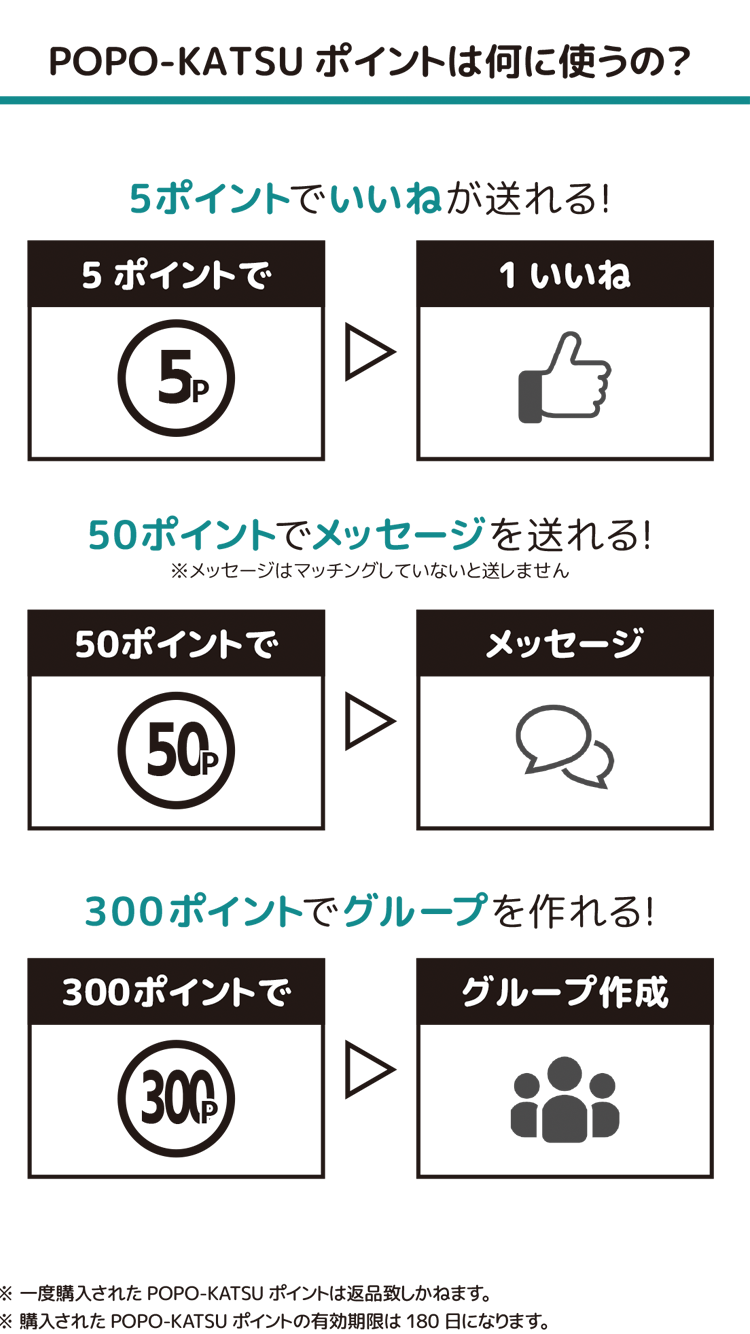 POPO-KATSU ポイントは何に使うの?
5ポイントでいいねが送れる!
5 ポイントで
1 いいね
5P
50ポイントでメッセージを送れる!
※メッセージはマッチングしていないと送しません
50ポイントで
メッセージ
50P
300ポイントでグループを作れる!
300ポイントで
グループ作成
300P
※ 一度購入された POPO-KATSU ポイントは返品致しかねます。
※ 購入された POPO-KATSU ポイントの有効期限は 180 日になります。